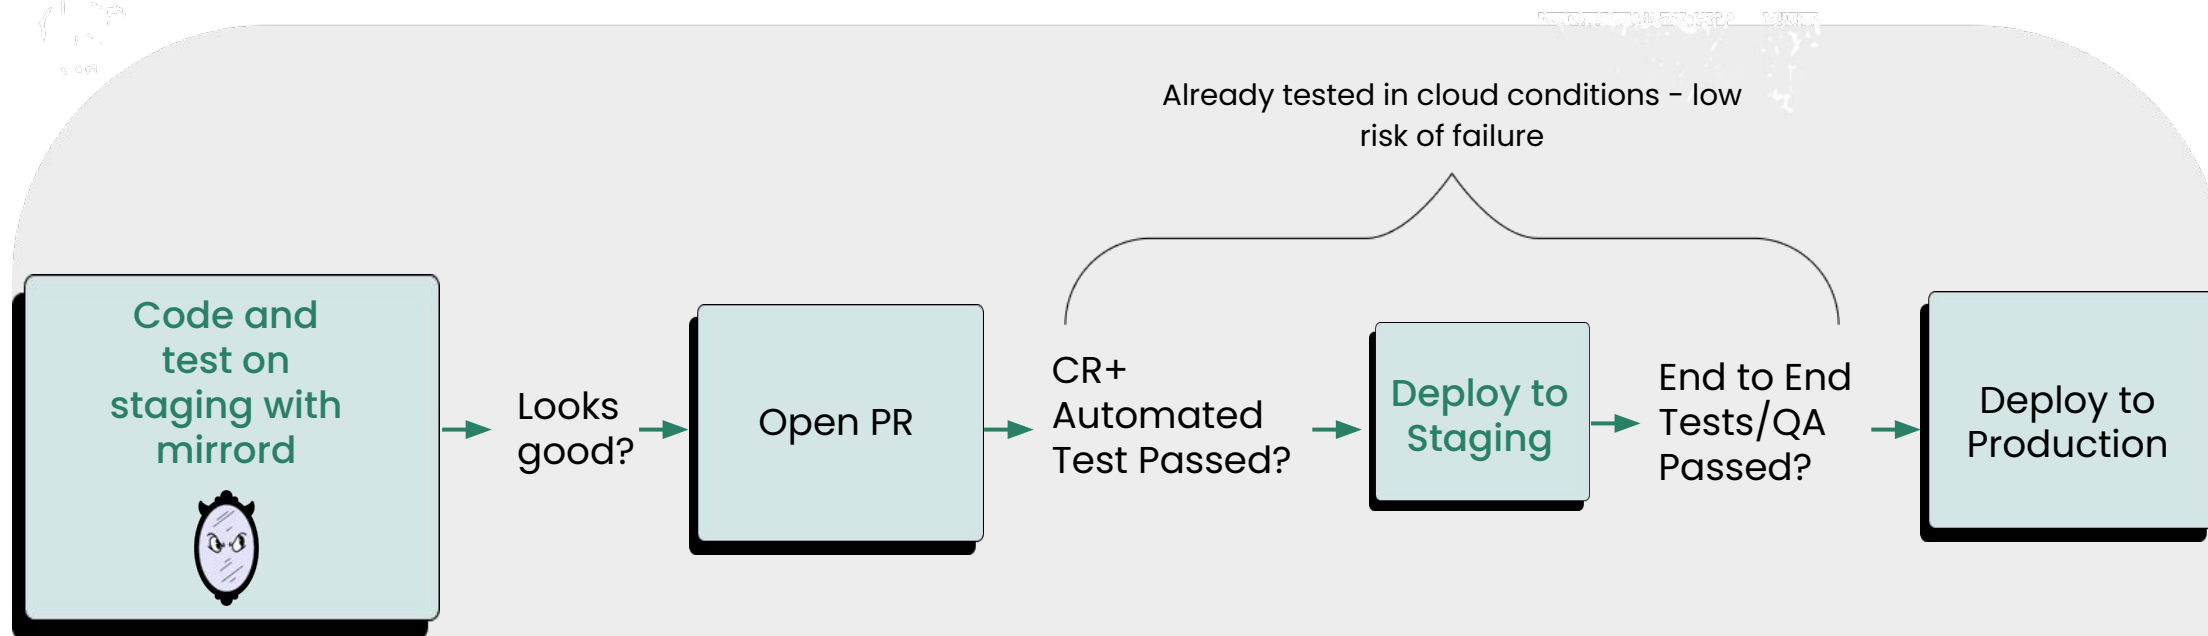 Already tested in cloud conditions - low
risk of failure
Code and
test on
staging with
mirrord
Looks
good?
Open PR
CR+
Automated
Test Passed?
Deploy to
Staging
End to End
Tests/QA
Passed?
Deploy to
Production